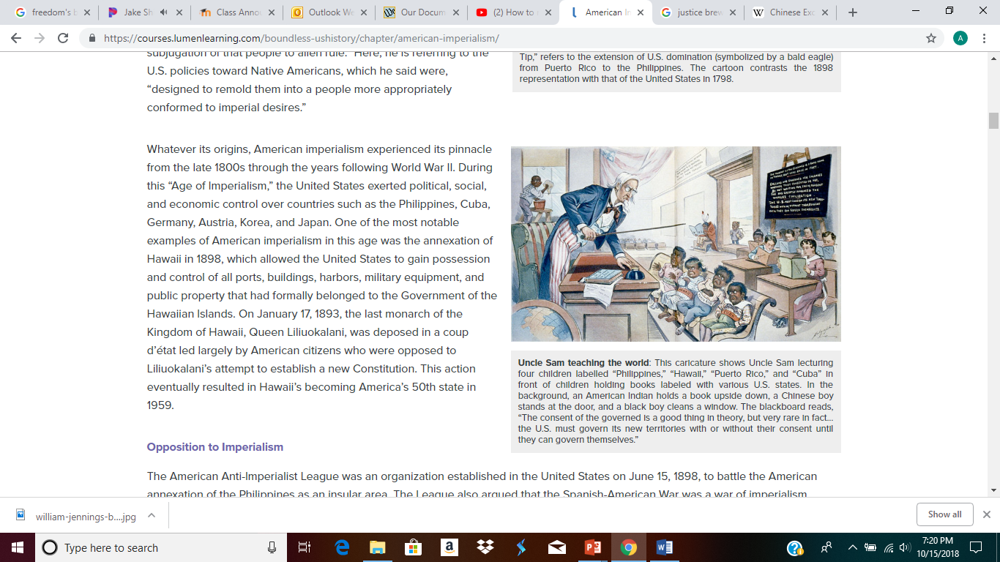 freedom's b
Jake Sh
Class Annou
Outlook We
Our Docum
(2) How to
American In
justice brew
Chinese Exc
https://courses.lumenlearning.com/boundless-ushistory/chapter/american-imperialism/
A
subjugation of that people to alien rule.” Here, he is referring to the
U.S. policies toward Native Americans, which he said were,
“designed to remold them into a people more appropriately
conformed to imperial desires.”
Tip,” refers to the extension of U.S. domination (symbolized by a bald eagle)
from Puerto Rico to the Philippines. The cartoon contrasts the 1898
representation with that of the United States in 1798.
Whatever its origins, American imperialism experienced its pinnacle
from the late 1800s through the years following World War II. During
this “Age of Imperialism,” the United States exerted political, social,
and economic control over countries such as the Philippines, Cuba,
Germany, Austria, Korea, and Japan. One of the most notable
examples of American imperialism in this age was the annexation of
Hawaii in 1898, which allowed the United States to gain possession
and control of all ports, buildings, harbors, military equipment, and
public property that had formally belonged to the Government of the
Hawaiian Islands. On January 17, 1893, the last monarch of the
Kingdom of Hawaii, Queen Liliuokalani, was deposed in a coup
d’état led largely by American citizens who were opposed to
Liliuokalani’s attempt to establish a new Constitution. This action
eventually resulted in Hawaii’s becoming America’s 50th state in
1959.
Uncle Sam teaching the world: This caricature shows Uncle Sam lecturing
four children labelled “Philippines,” “Hawaii,” “Puerto Rico,” and “Cuba” in
front of children holding books labeled with various U.S. states. In the
background, an American Indian holds a book upside down, a Chinese boy
stands at the door, and a black boy cleans a window. The blackboard reads,
“The consent of the governed is a good thing in theory, but very rare in fact…
the U.S. must govern its new territories with or without their consent until
they can govern themselves.”
Opposition to Imperialism
The American Anti-Imperialist League was an organization established in the United States on June 15, 1898, to battle the American
annexation of the Philippines as an insular area. The League also argued that the Spanish-American War was a war of imperialism
william-jennings-b....jpg
Show all
Type here to search
7:20 PM
10/15/2018